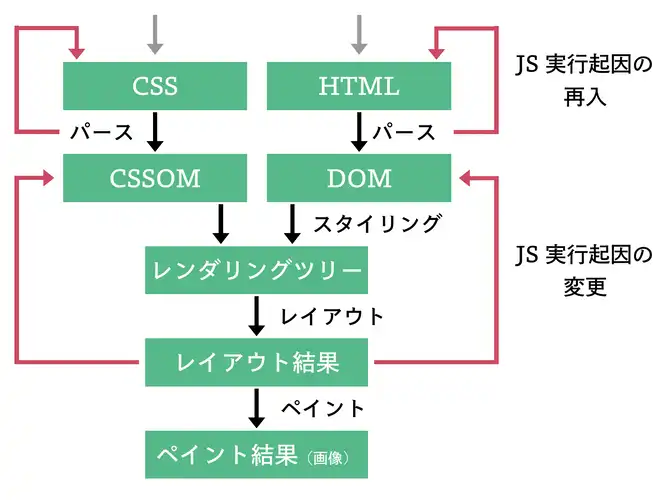 CSS
HTML
JS 実行起因の
再入
パース
パース
CSSOM
DOM
スタイリング
JS 実行起因の
変更
レンダリングツリー
レイアウト
レイアウト結果
ペイント
ペイント結果（画像）